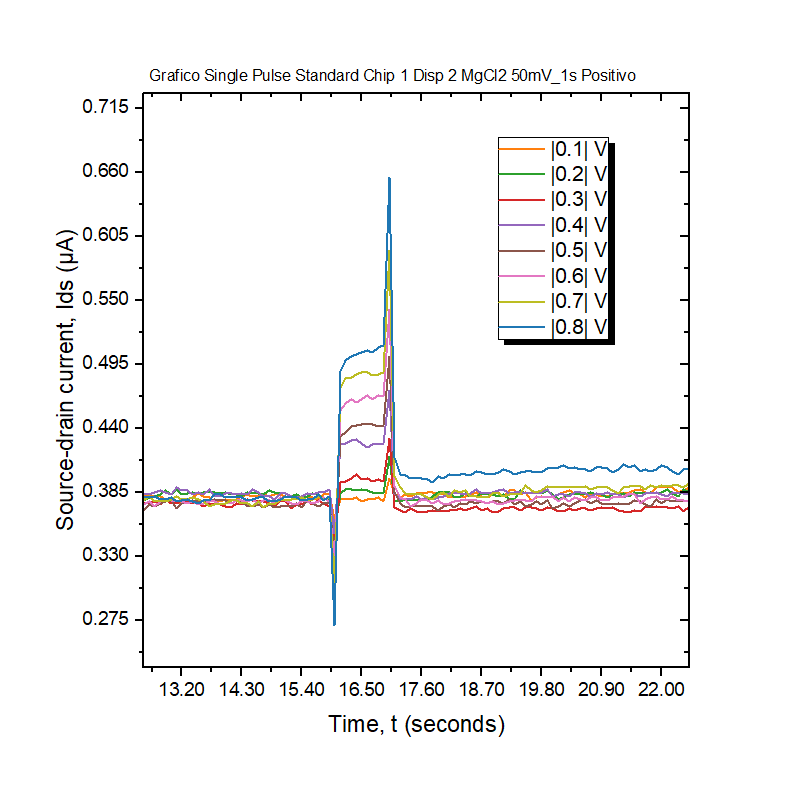 Grafico Single Pulse Standard Chip 1 Disp 2 MgCl2 50mV_1s Positivo
0.715
0.660
0.605
0.550
0.495
0.440
0.385
0.330
0.275
Source-drain current, Ids (µA)
|0.1| V
|0.2| V
|0.3| V
|0.4| V
|0.5| V
|0.6| V
|0.7| V
|0.8| V
13.20 14.30 15.40 16.50 17.60 18.70 19.80 20.90 22.00
Time, t (seconds)